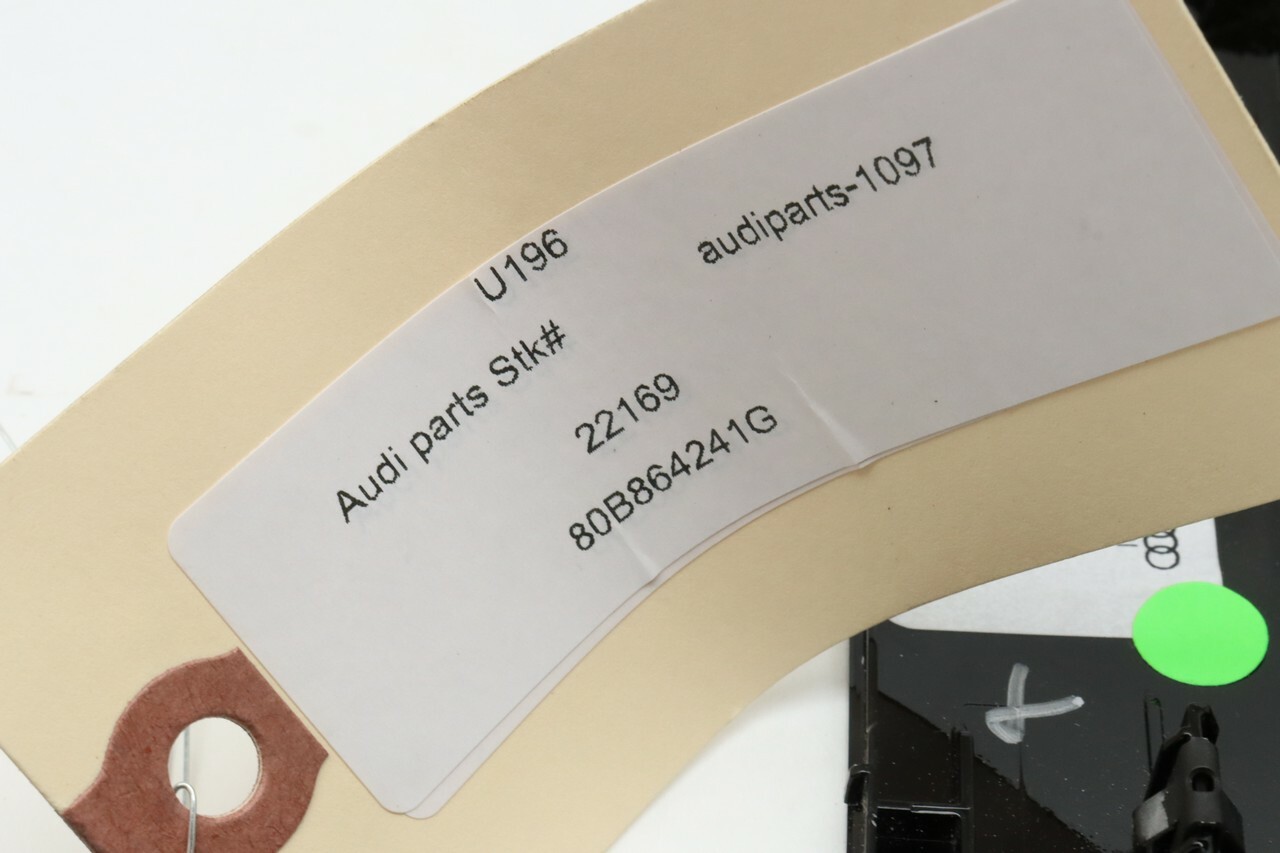 U196
audiparts-1097
Audi parts Stk#
22169
80B864241G